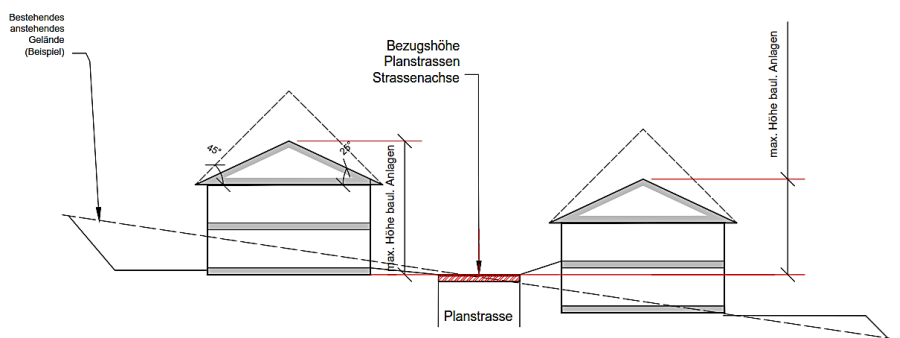 Bestehendes
anstehendes
Gelände
(Beispiel)
Bezugshöhe
Planstrassen
Strassenachse
max. Höhe baul. Anlagen
45°
25°
max. Höhe baul. Anlagen
Planstrasse